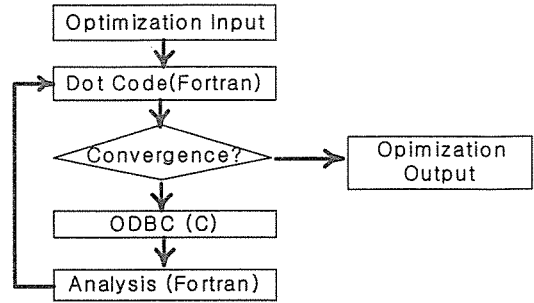 Optimization Input
Dot Code(Fortran)
Convergence?
Opimization
Output
ODBC (C)
Analysis (Fortran)